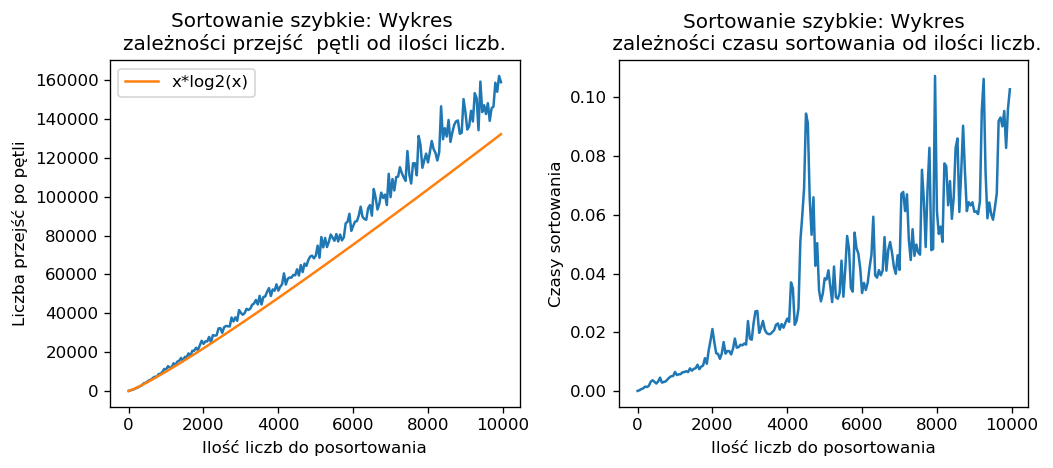 Sortowanie szybkie: Wykres
zależności przejść  pętli od ilości liczb.
x*log2(x)
Liczba przejść po pętli
160000
140000
120000
100000
80000
60000
40000
20000
0
0 2000 4000 6000 8000 10000
Ilość liczb do posortowania
Sortowanie szybkie: Wykres
zależności czasu sortowania od ilości liczb.
Czasy sortowania
0.10
0.08
0.06
0.04
0.02
0.00
0 2000 4000 6000 8000 10000
Ilość liczb do posortowania